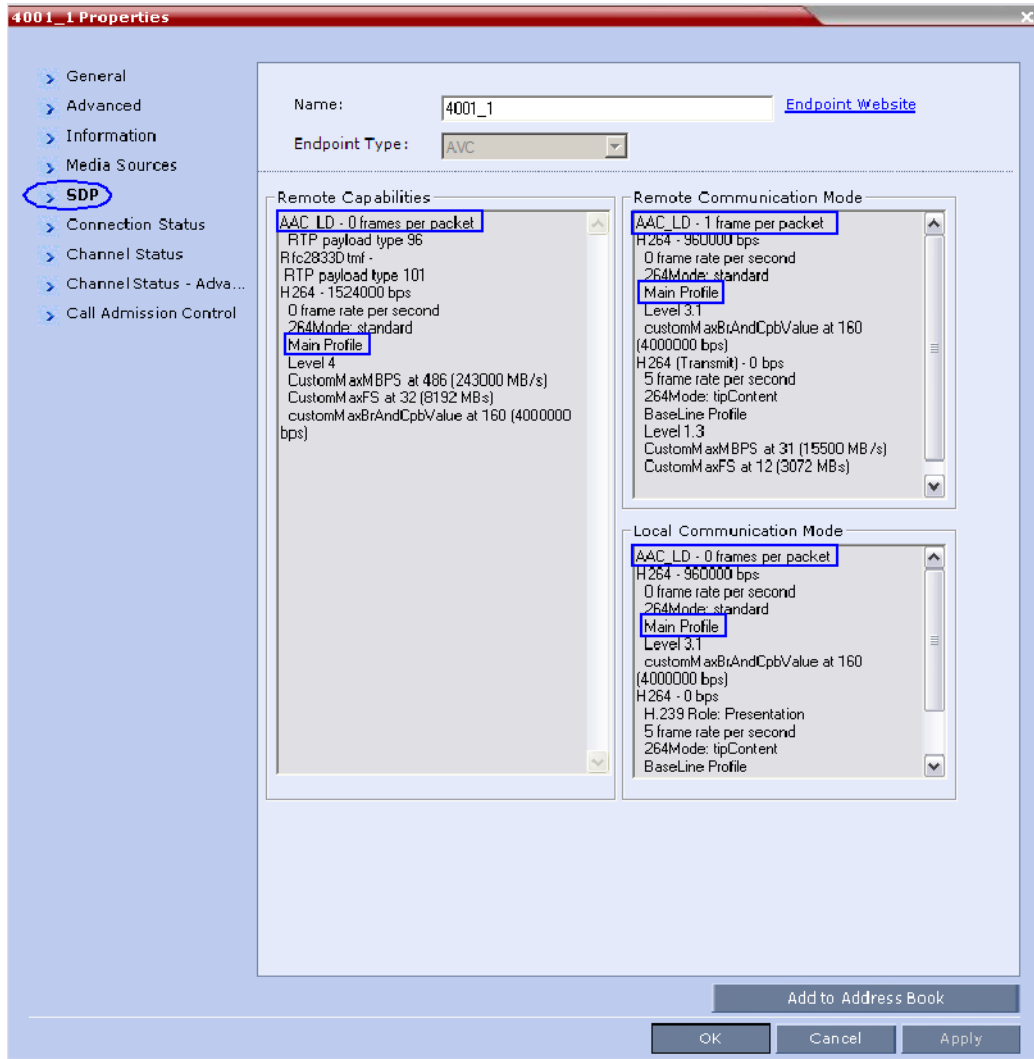 4001_1 Properties
x
General
Advanced
Information
Media Sources
SDP
Connection Status
Channel Status
Channel Status - Adva...
Call Admission Control
Name:
4001_1
Endpoint Website
Endpoint Type:
AVC
Remote Capabilities
AAC_LD - 0 frames per packet
RTP payload type 96
Rfc2833Dtmf -
RTP payload type 101
H264 - 1524000 bps
0 frame rate per second
264Mode: standard
Main Profile
Level 4
CustomMaxMBPS at 486 (243000 MB/s)
CustomMaxFS at 32 (8192 MBs)
customMaxBrAndCpbValue at 160 (4000000
bps)
Remote Communication Mode
AAC_LD - 1 frame per packet
H264 - 960000 bps
0 frame rate per second
264Mode: standard
Main Profile
Level 3.1
customMaxBrAndCpbValue at 160
(4000000 bps)
H264 (Transmit) - 0 bps
5 frame rate per second
264Mode: tipContent
BaseLine Profile
Level 1.3
CustomMaxMBPS at 31 (15500 MB/s)
CustomMaxFS at 12 (3072 MBs)
Local Communication Mode
AAC_LD - 0 frames per packet
H264 - 960000 bps
0 frame rate per second
264Mode: standard
Main Profile
Level 3.1
customMaxBrAndCpbValue at 160
(4000000 bps)
H264 - 0 bps
H.239 Role: Presentation
5 frame rate per second
264Mode: tipContent
BaseLine Profile
Add to Address Book
OK
Cancel
Apply